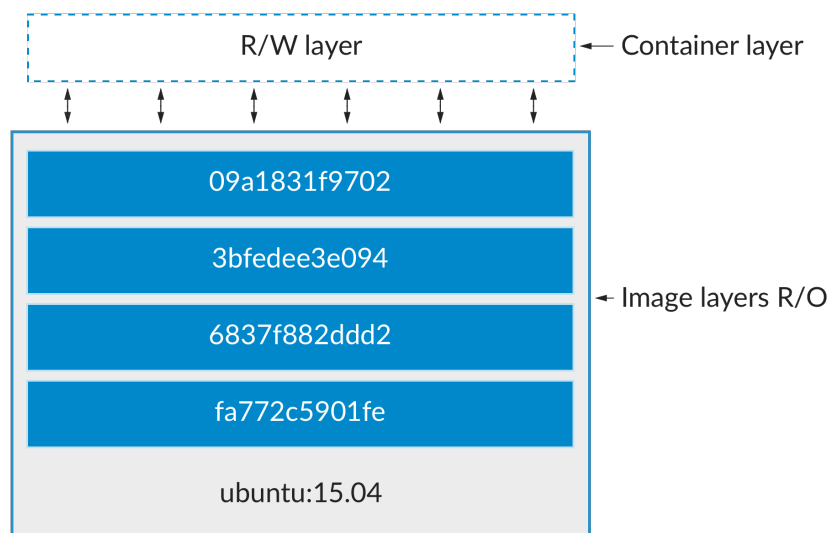 R/W layer
Container layer
09a1831f9702
3bfedee3e094
Image layers R/O
6837f882ddd2
fa772c5901fe
ubuntu:15.04